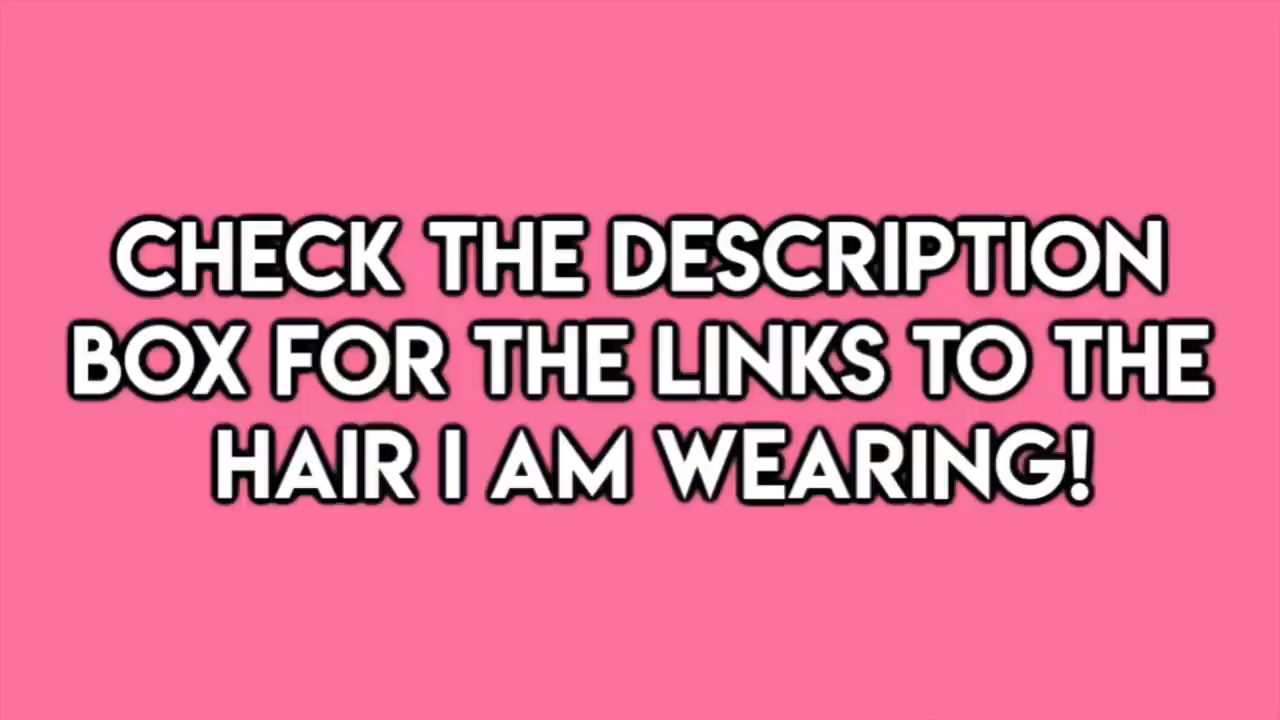 CHECK THE DESCRIPTION
BOX FOR THE LINKS TO THE
HAIR I AM WEARING!